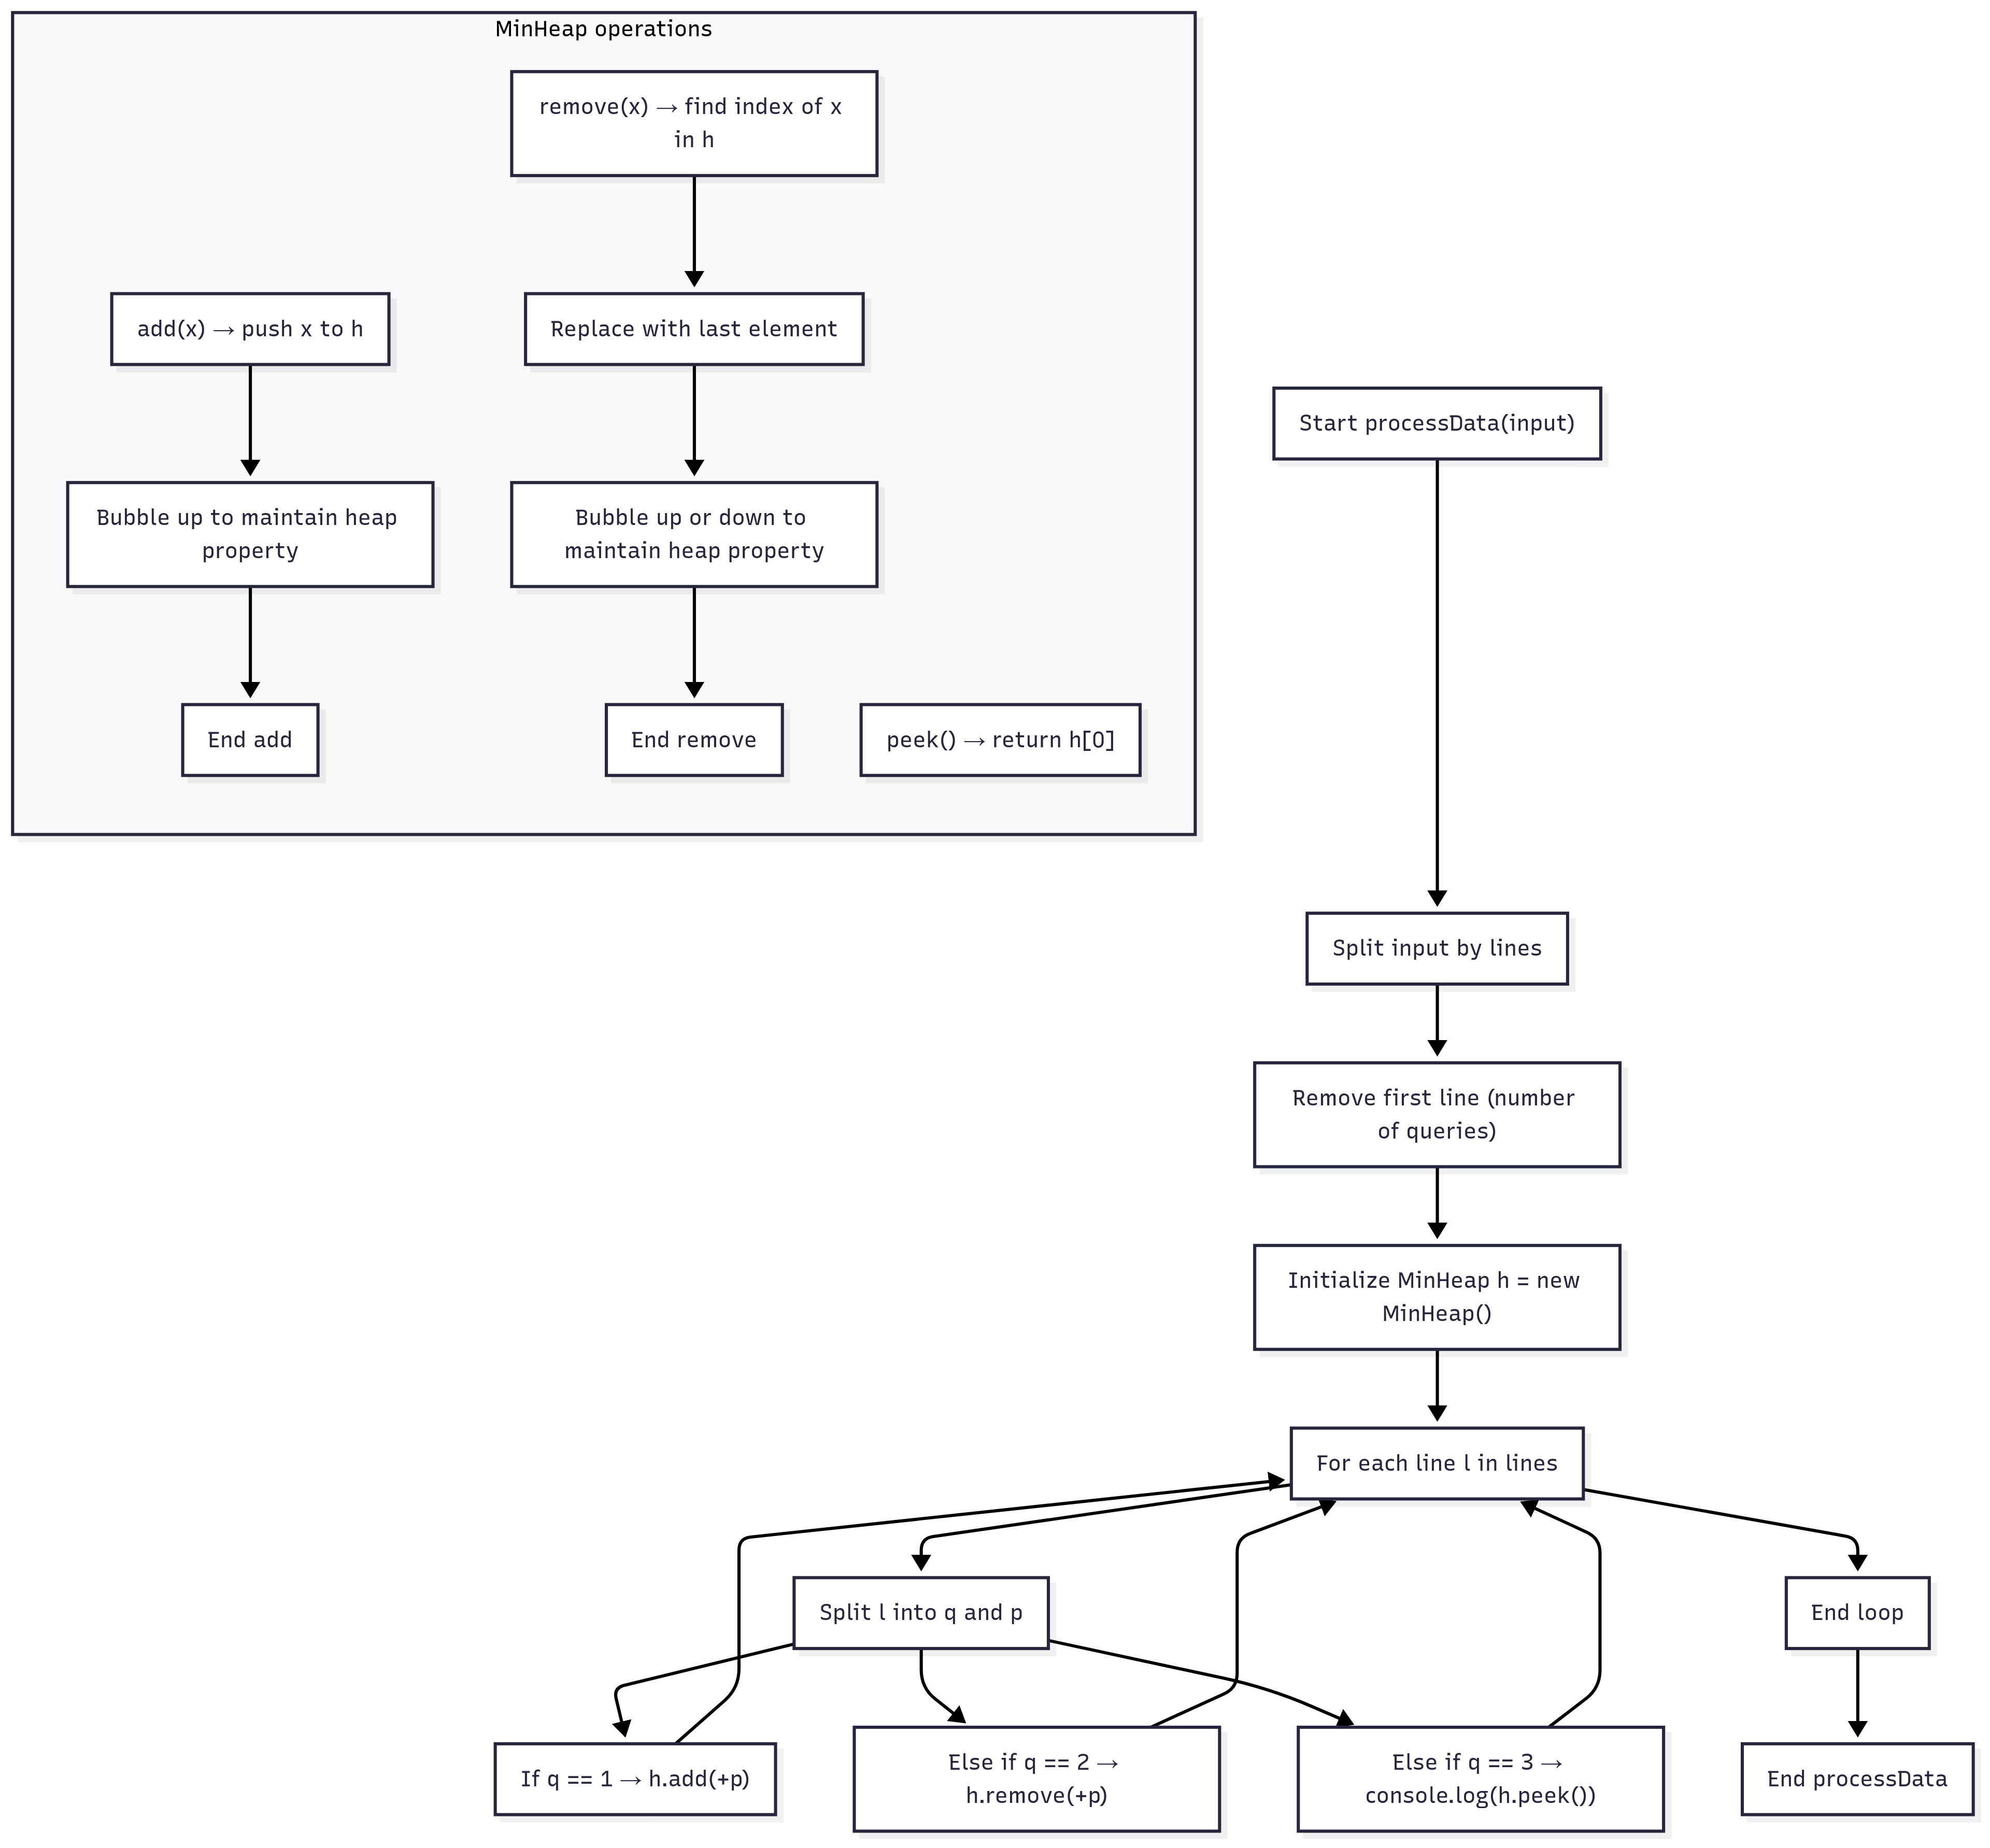 MinHeap operations
remove(x) → find index of x
in h
add(x) → push x to h
Replace with last element
Bubble up to maintain heap
property
Bubble up or down to
maintain heap property
End add
End remove
peek() → return h[0]
Start processData(input)
Split input by lines
Remove first line (number
of queries)
Initialize MinHeap h = new
MinHeap()
For each line l in lines
Split l into q and p
End loop
If q == 1 → h.add(+p)
Else if q == 2 →
h.remove(+p)
Else if q == 3 →
console.log(h.peek())
End processData